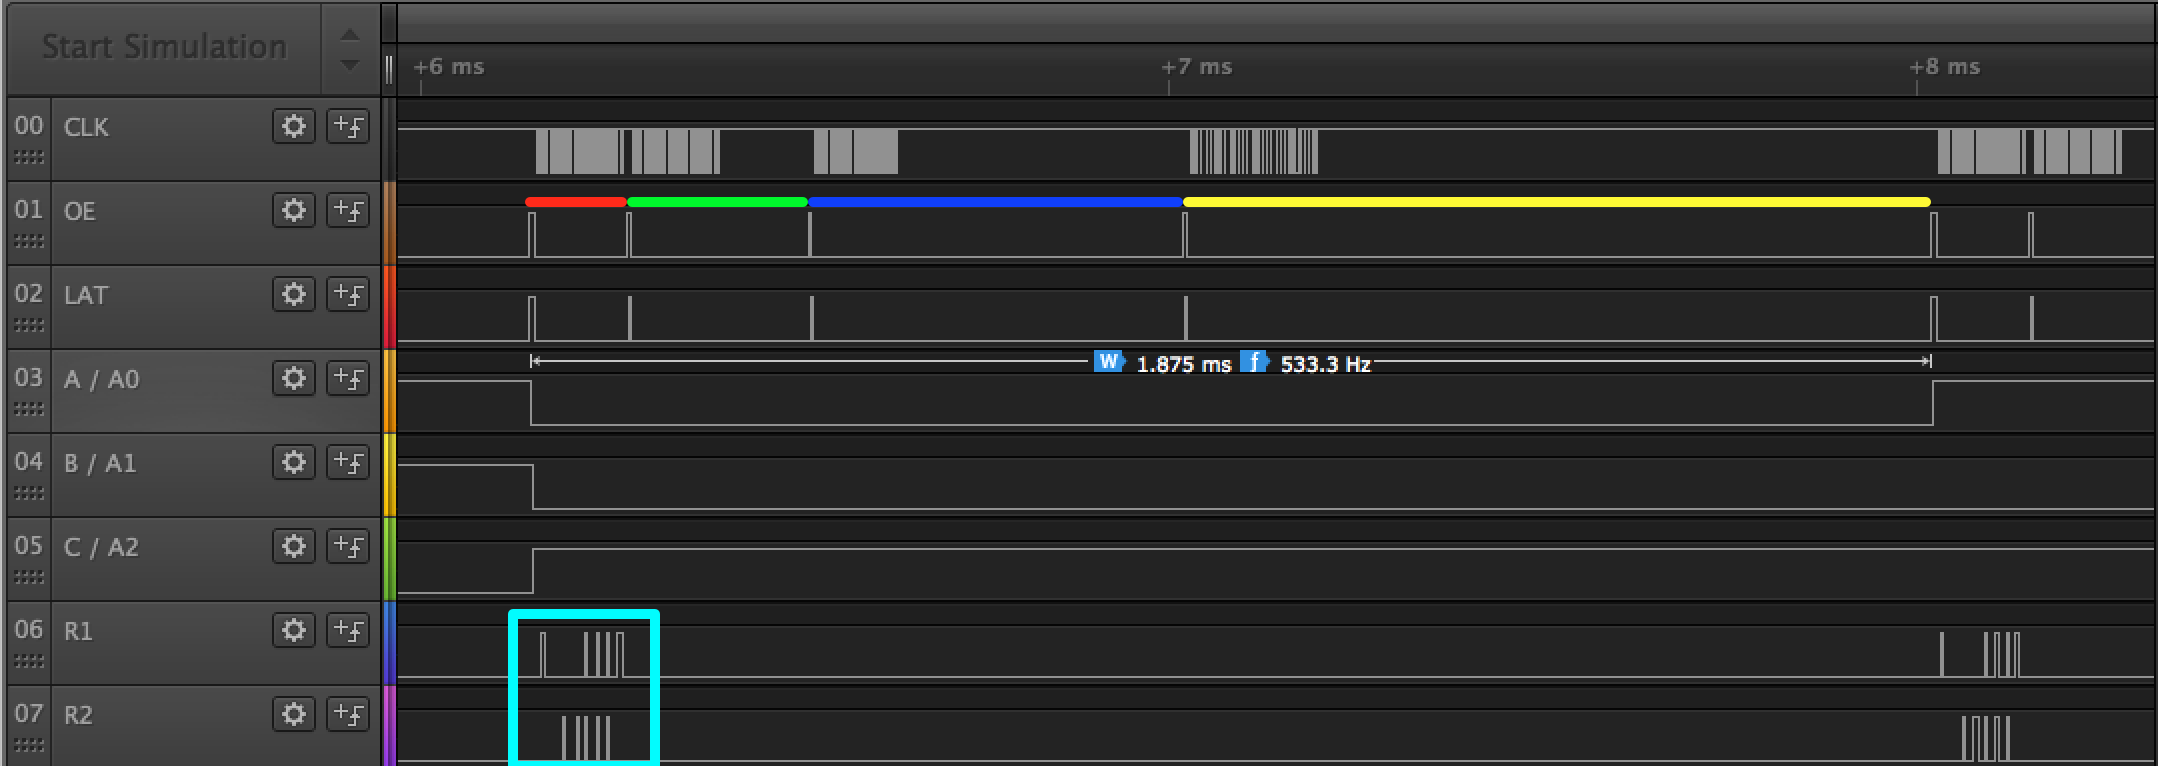 Start Simulation
+6 ms +7 ms +8 ms
00 CLK
01 OE
02 LAT
W 1.875 ms f 533.3 Hz
03 A / A0
04 B / A1
05 C / A2
06 R1
07 R2